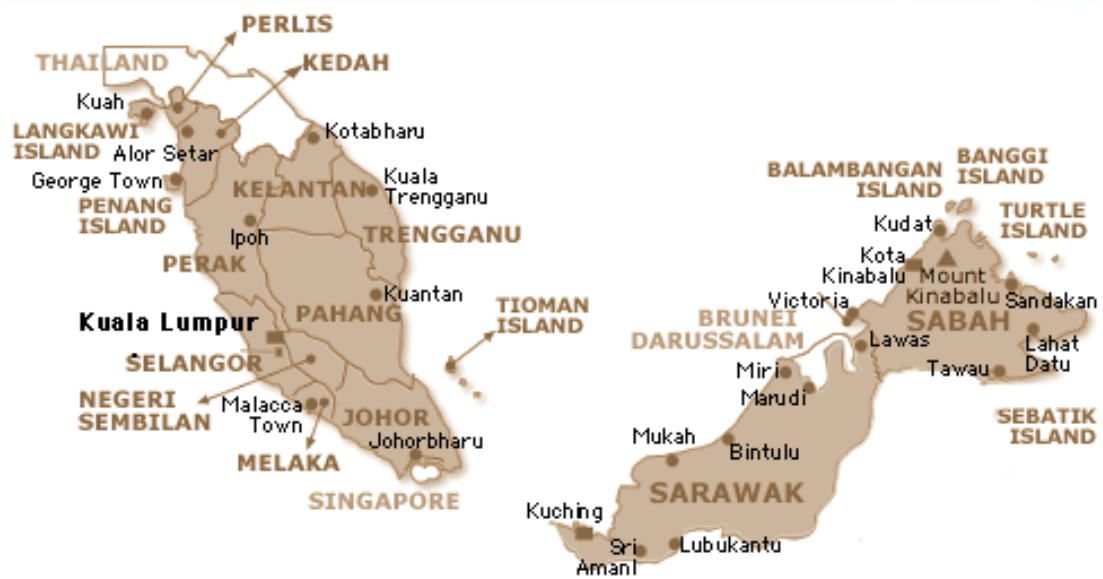 PERLIS
THAILAND
KEDAH
Kuah
LANGKAWI
ISLAND
Alor Setar
Kotabharu
George Town
KELANTAN
Kuala
Trengganu
PENANG
ISLAND
Ipoh
TRENGGANU
PERAK
Kuantan
PAHANG
TIOMAN
ISLAND
Kuala Lumpur
SELANGOR
NEGERI
SEMBILAN
Malacca
Town
JOHOR
Johorbharu
MELAKA
SINGAPORE
BALAMBANGAN
ISLAND
BANGGI
ISLAND
TURTLE
ISLAND
Kudat
Kota
Kinabalu
Mount
Kinabalu
Sandakan
Victoria
SABAH
BRUNEI
DARUSSALAM
Lawas
Lahat
Datu
Tawau
Miri
Marudi
SEBATIK
ISLAND
Mukah
Bintulu
SARAWAK
Kuching
Sri
Amanl
Lubukantu